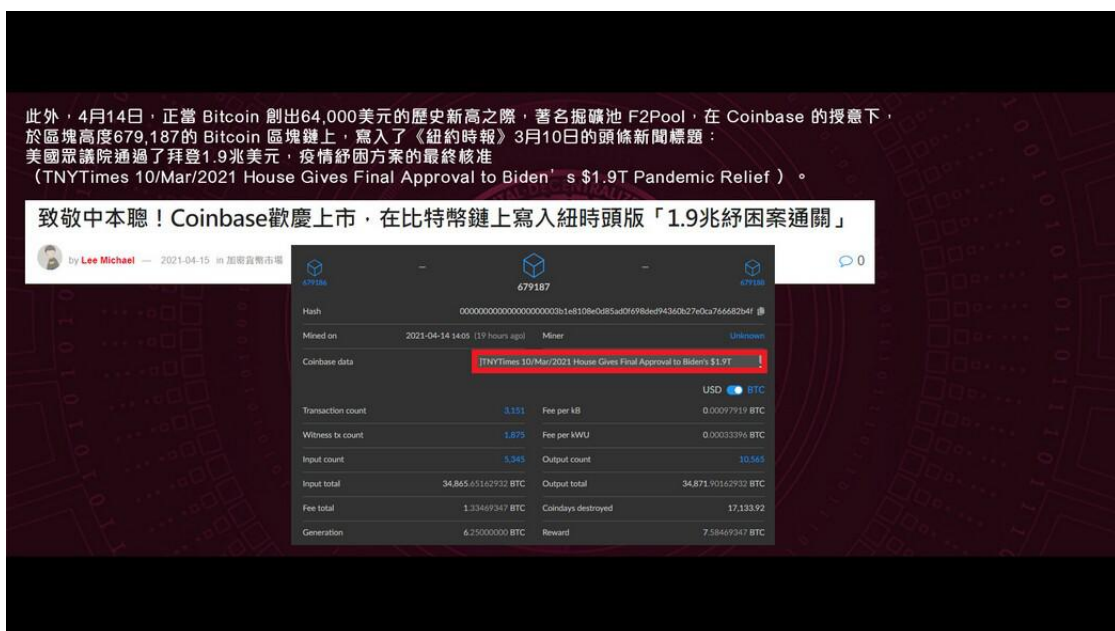 此外，4月14日，正當 Bitcoin 創出64,000美元的歷史新高之際，著名掘礦池 F2Pool，在 Coinbase 的授意下，
於區塊高度679,187的 Bitcoin 區塊鏈上，寫入了《紐約時報》3月10日的頭條新聞標題：
美國眾議院通過了拜登1.9兆美元，疫情紓困方案的最終核准
（TNYTimes 10/Mar/2021 House Gives Final Approval to Biden’s $1.9T Pandemic Relief ）。
致敬中本聰！Coinbase歡慶上市，在比特幣鏈上寫入紐時頭版「1.9兆紓困案通關」
by Lee Michael — 2021-04-15 in 加密貨幣市場 0
679186 – 679187 – 679188
Hash 00000000000000000003b1e8108e0d85ad0f698ded94360b27e0ca766682b4f
Mined on 2021-04-14 14:05 (19 hours ago) Miner Unknown
Coinbase data ]TNYTimes 10/Mar/2021 House Gives Final Approval to Biden's $1.9T
USD BTC
Transaction count 3,151 Fee per kB 0.00097919 BTC
Witness tx count 1,875 Fee per kWU 0.00033396 BTC
Input count 5,345 Output count 10,565
Input total 34,865.65162932 BTC Output total 34,871.90162932 BTC
Fee total 1.33469347 BTC Coindays destroyed 17,133.92
Generation 6.25000000 BTC Reward 7.58469347 BTC